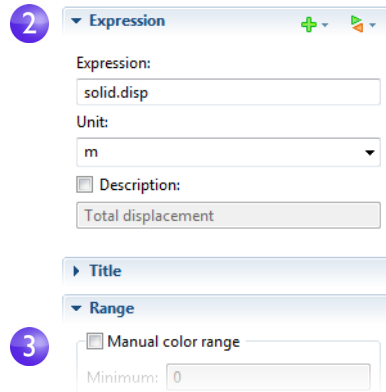 2 Expression
Expression:
solid.disp
Unit:
m
Description:
Total displacement
Title
Range
3 Manual color range
Minimum: 0